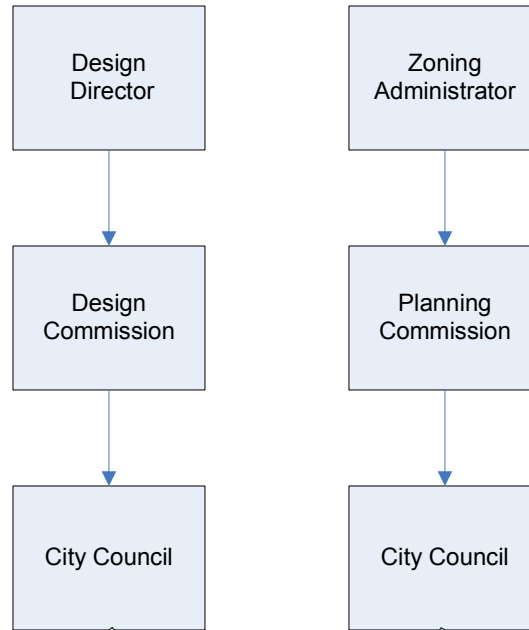 Design
Director
Zoning
Administrator
Design
Commission
Planning
Commission
City Council
City Council